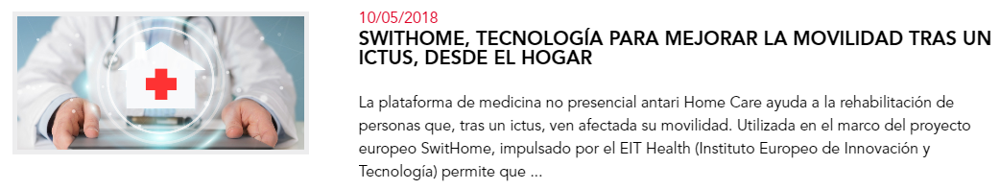 10/05/2018
SWITHOME, TECNOLOGÍA PARA MEJORAR LA MOVILIDAD TRAS UN
ICTUS, DESDE EL HOGAR
La plataforma de medicina no presencial antari Home Care ayuda a la rehabilitación de
personas que, tras un ictus, ven afectada su movilidad. Utilizada en el marco del proyecto
europeo SwitHome, impulsado por el EIT Health (Instituto Europeo de Innovación y
Tecnología) permite que ...